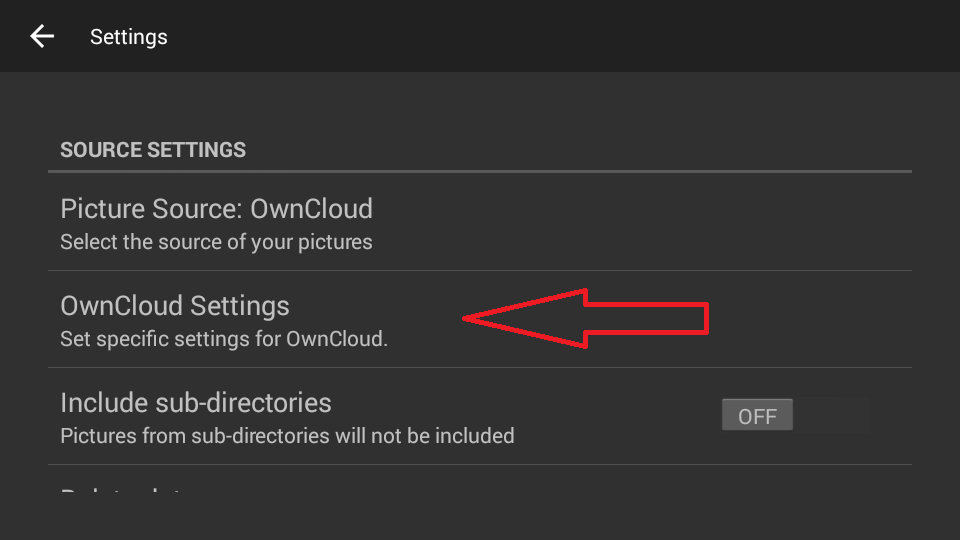 Settings
SOURCE SETTINGS
Picture Source: OwnCloud
Select the source of your pictures
OwnCloud Settings
Set specific settings for OwnCloud.
Include sub-directories
Pictures from sub-directories will not be included
OFF